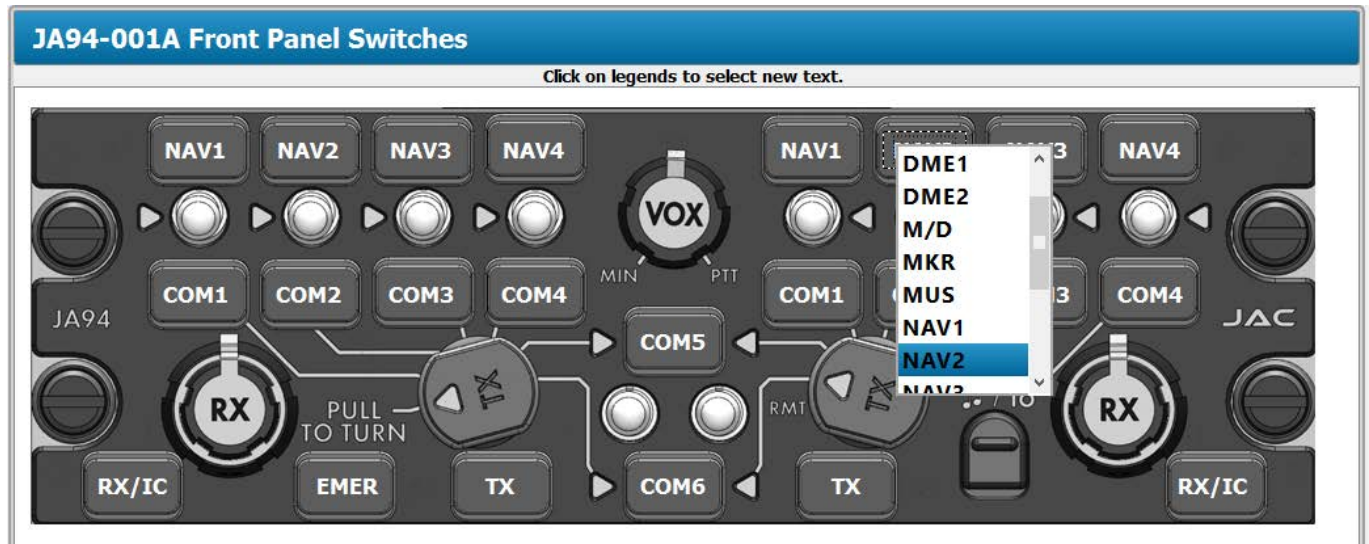 JA94-001A Front Panel Switches
Click on legends to select new text.
NAV1 NAV2 NAV3 NAV4 NAV1 NAV4
DME1
DME2
M/D
MKR
MUS
NAV1
NAV2
NAV3
VOX
MIN PTT
COM1 COM2 COM3 COM4 COM1 COM4
JA94 JAC
COM5
RX PULL TO TURN TX RMT TX RX
RX/IC EMER TX COM6 TX RX/IC